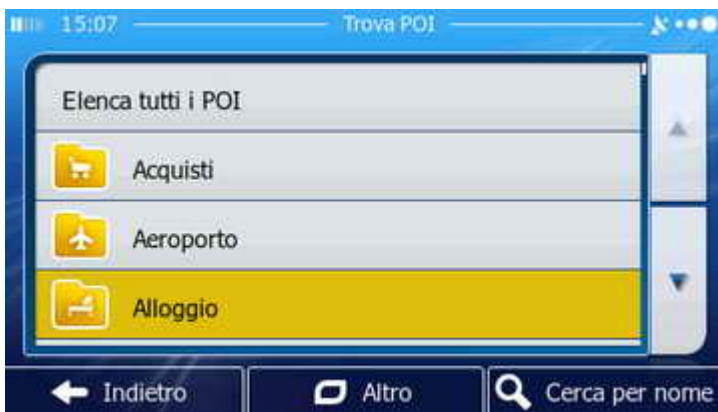 15:07 Trova POI
Elenca tutti i POI
Acquisti
Aeroporto
Alloggio
Indietro Altro Cerca per nome